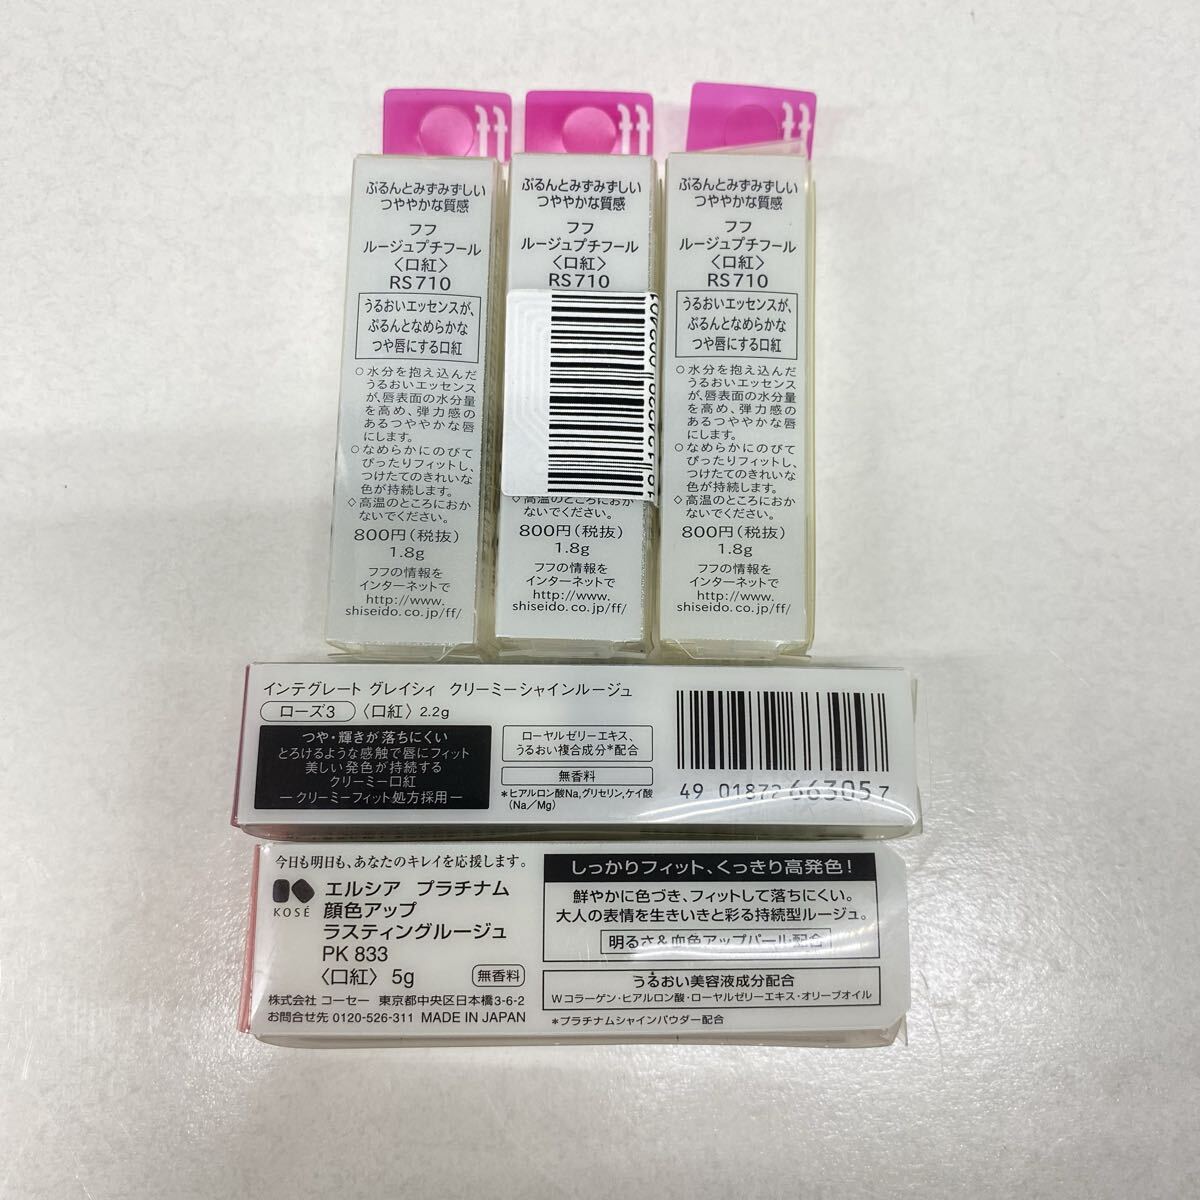 ff
ぷるんとみずみずしい
つややかな質感
フフ
ルージュプチフール
〈口紅〉
RS710
うるおいエッセンスが、
ぷるんとなめらかな
つや唇にする口紅
○水分を抱え込んだ
うるおいエッセンス
が、唇表面の水分量
を高め、弾力感の
あるつややかな唇
にします。
○なめらかにのびて
ぴったりフィットし、
つけたてのきれいな
色が持続します。
◇高温のところにおか
ないでください。
800円(税抜)
1.8g
フフの情報を
インターネットで
http://www.
shiseido.co.jp/ff/
ff
ぷるんとみずみずしい
つややかな質感
フフ
ルージュプチフール
〈口紅〉
RS710
◇高温のところにおか
ないでください。
800円(税抜)
1.8g
フフの情報を
インターネットで
http://www.
shiseido.co.jp/ff/
ff
ぷるんとみずみずしい
つややかな質感
フフ
ルージュプチフール
〈口紅〉
RS710
うるおいエッセンスが、
ぷるんとなめらかな
つや唇にする口紅
○水分を抱え込んだ
うるおいエッセンス
が、唇表面の水分量
を高め、弾力感の
あるつややかな唇
にします。
○なめらかにのびて
ぴったりフィットし、
つけたてのきれいな
色が持続します。
◇高温のところにおか
ないでください。
800円(税抜)
1.8g
フフの情報を
インターネットで
http://www.
shiseido.co.jp/ff/
インテグレート グレイシィ クリーミーシャインルージュ
ローズ3 〈口紅〉 2.2g
つや・輝きが落ちにくい
とろけるような感触で唇にフィット
美しい発色が持続する
クリーミー口紅
―クリーミーフィット処方採用―
ローヤルゼリーエキス、
うるおい複合成分*配合
無香料
*ヒアルロン酸Na,グリセリン,ケイ酸
(Na/Mg)
49 01872 663057
今日も明日も、あなたのキレイを応援します。
KOSÉ
エルシア プラチナム
顔色アップ
ラスティングルージュ
PK 833
〈口紅〉 5g 無香料
株式会社 コーセー 東京都中央区日本橋3-6-2
お問合せ先 0120-526-311 MADE IN JAPAN
しっかりフィット、くっきり高発色!
鮮やかに色づき、フィットして落ちにくい。
大人の表情を生きいきと彩る持続型ルージュ。
明るさ&血色アップパール配合
うるおい美容液成分配合
Wコラーゲン・ヒアルロン酸・ローヤルゼリーエキス・オリーブオイル
*プラチナムシャインパウダー配合